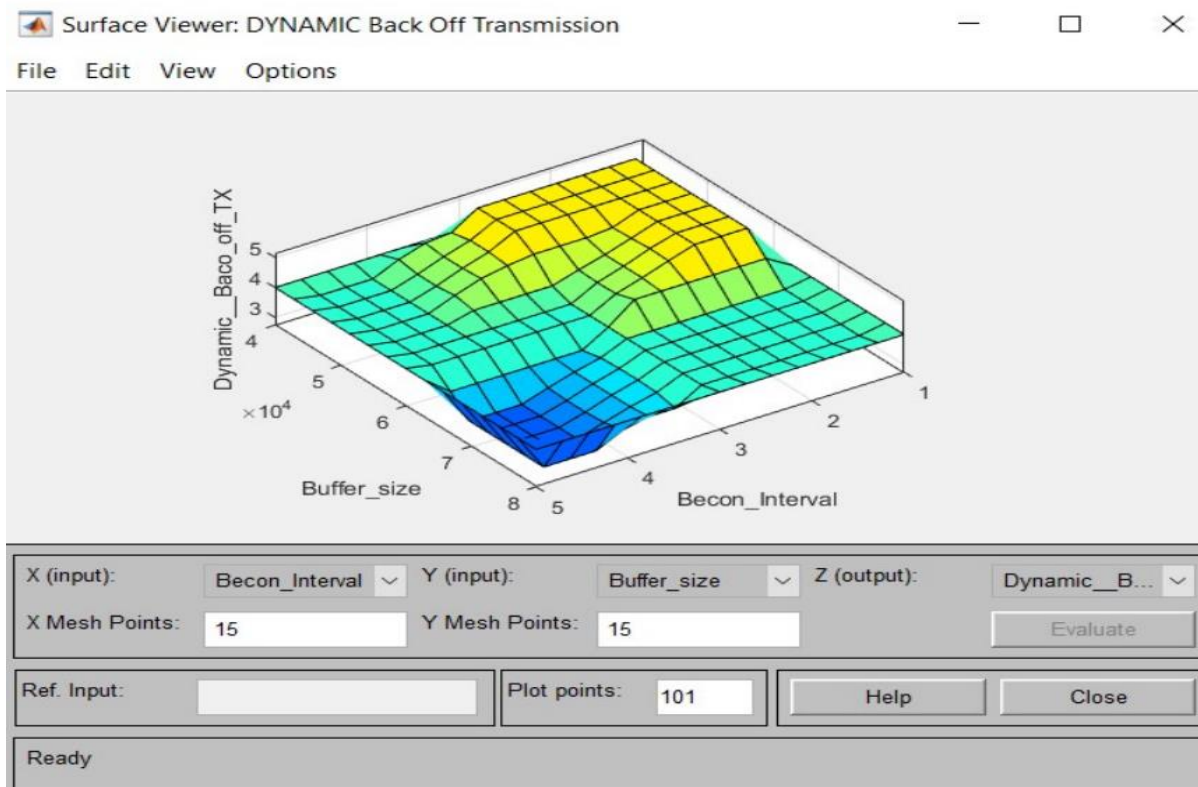 Surface Viewer: DYNAMIC Back Off Transmission
File Edit View Options
Dynamic__Baco_off_TX
5
4
3
4
5
6
7
8
×10⁴
Buffer_size
5
4
3
2
1
Becon_Interval
X (input): Becon_Interval Y (input): Buffer_size Z (output): Dynamic__B...
X Mesh Points: 15 Y Mesh Points: 15 Evaluate
Ref. Input: Plot points: 101 Help Close
Ready